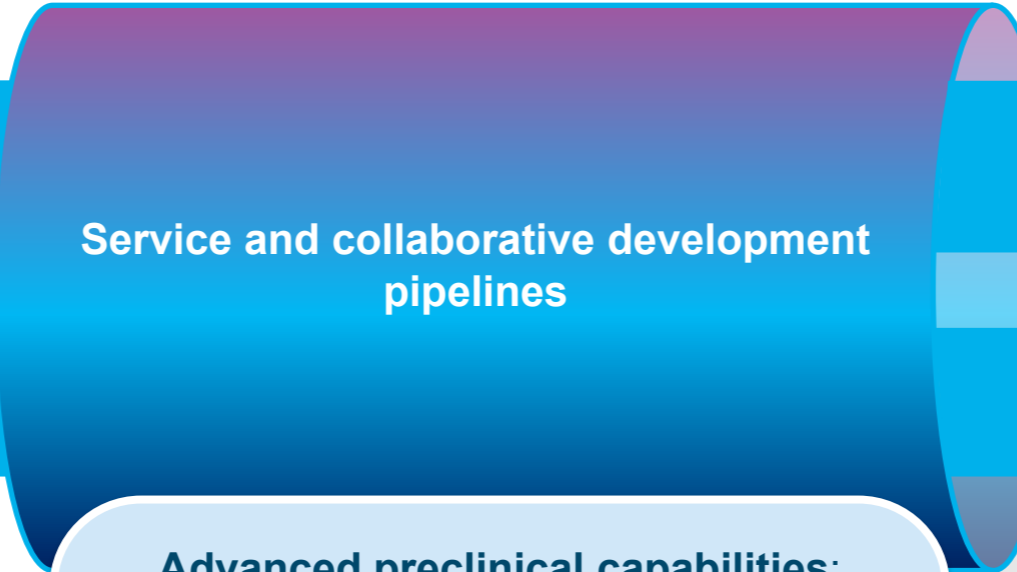 Service and collaborative development
pipelines
Advanced preclinical capabilities: